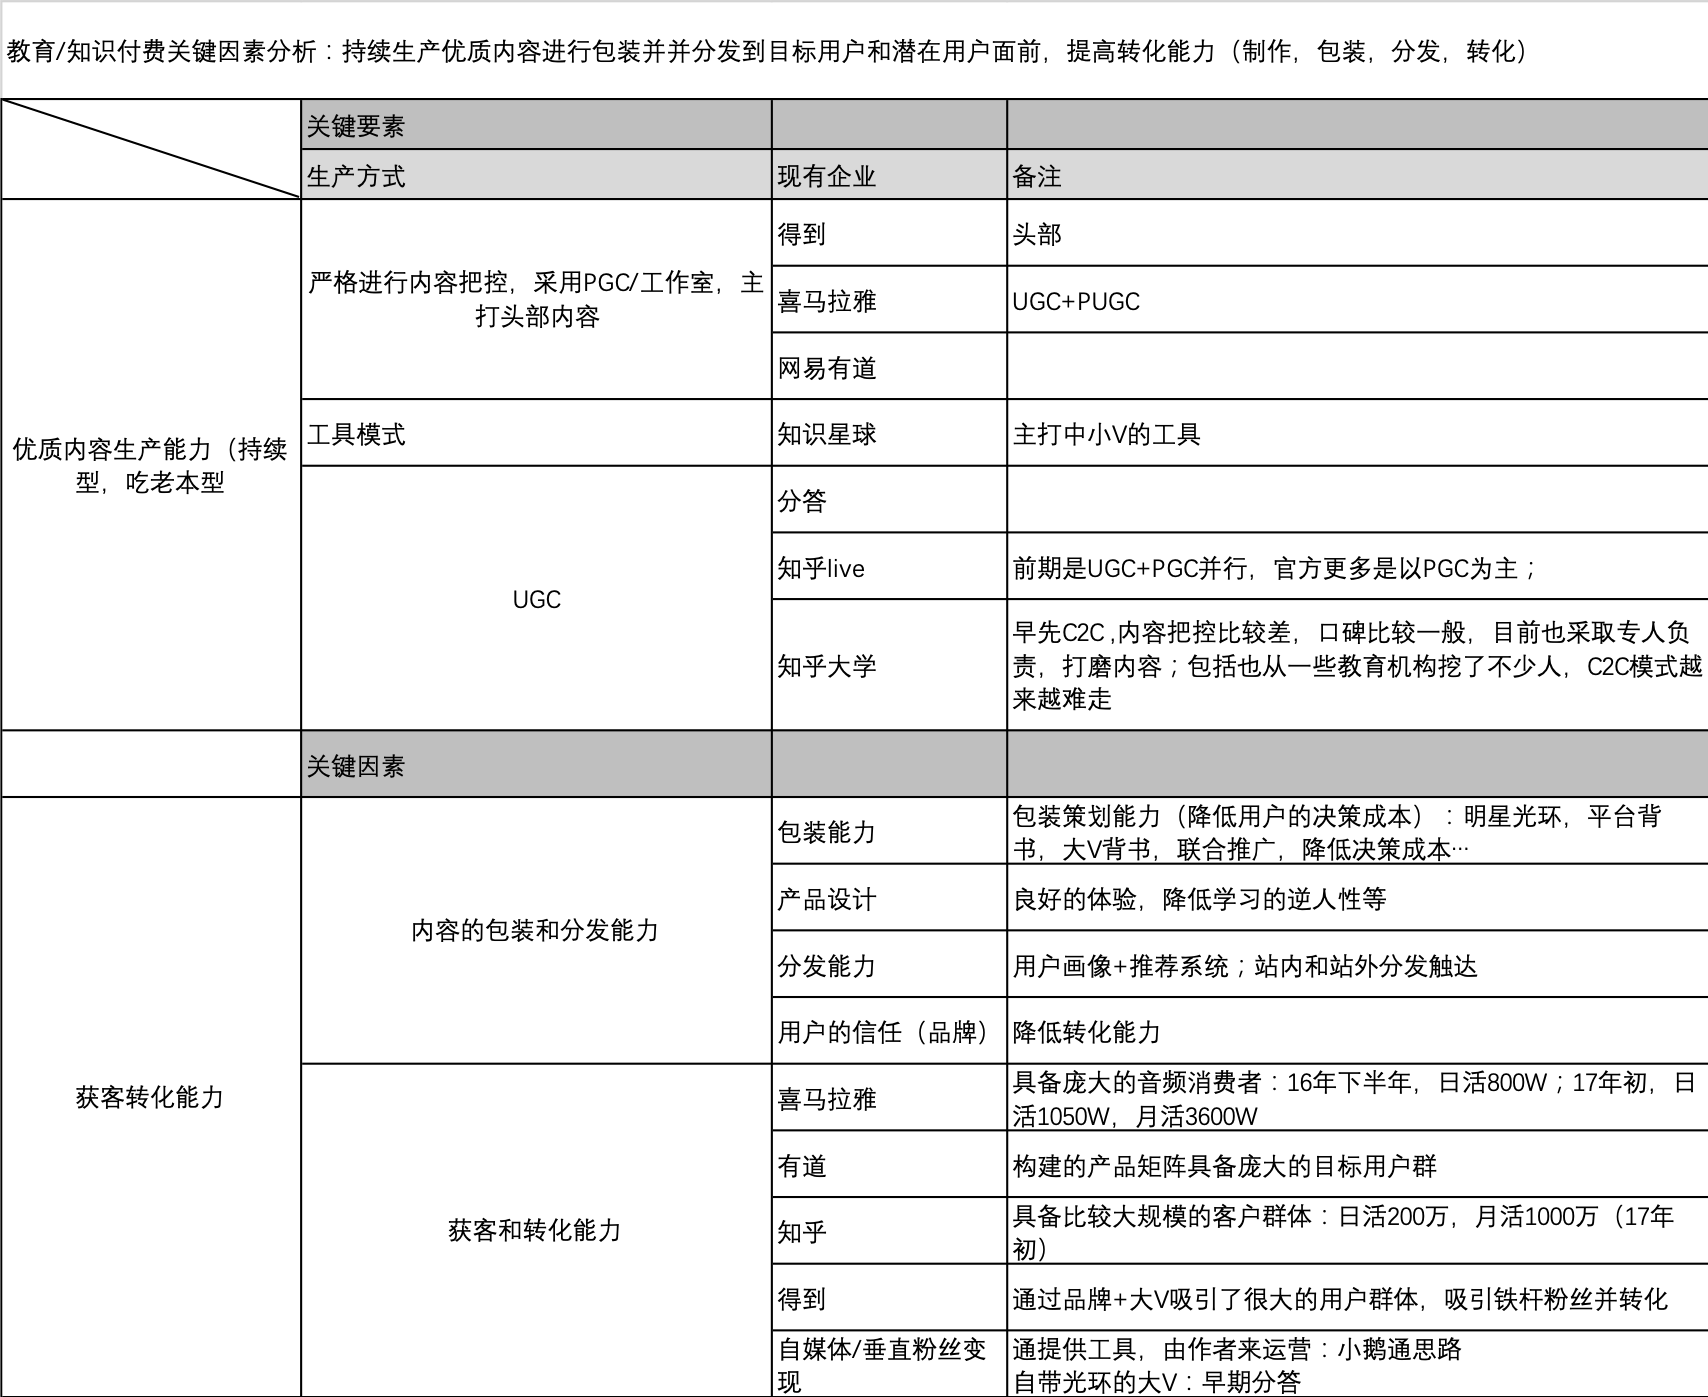 教育/知识付费关键因素分析：持续生产优质内容进行包装并并分发到目标用户和潜在用户面前，提高转化能力（制作，包装，分发，转化）
关键要素
生产方式
现有企业
备注
优质内容生产能力（持续
型，吃老本型
严格进行内容把控，采用PGC/工作室，主
打头部内容
得到
头部
喜马拉雅
UGC+PUGC
网易有道
工具模式
知识星球
主打中小V的工具
UGC
分答
知乎live
前期是UGC+PGC并行，官方更多是以PGC为主；
知乎大学
早先C2C ,内容把控比较差，口碑比较一般，目前也采取专人负
责，打磨内容；包括也从一些教育机构挖了不少人，C2C模式越
来越难走
关键因素
获客转化能力
内容的包装和分发能力
包装能力
包装策划能力（降低用户的决策成本）：明星光环，平台背
书，大V背书，联合推广，降低决策成本…
产品设计
良好的体验，降低学习的逆人性等
分发能力
用户画像+推荐系统；站内和站外分发触达
用户的信任（品牌）
降低转化能力
获客和转化能力
喜马拉雅
具备庞大的音频消费者：16年下半年，日活800W；17年初，日
活1050W，月活3600W
有道
构建的产品矩阵具备庞大的目标用户群
知乎
具备比较大规模的客户群体：日活200万，月活1000万（17年
初）
得到
通过品牌+大V吸引了很大的用户群体，吸引铁杆粉丝并转化
自媒体/垂直粉丝变
现
通提供工具，由作者来运营：小鹅通思路
自带光环的大V：早期分答